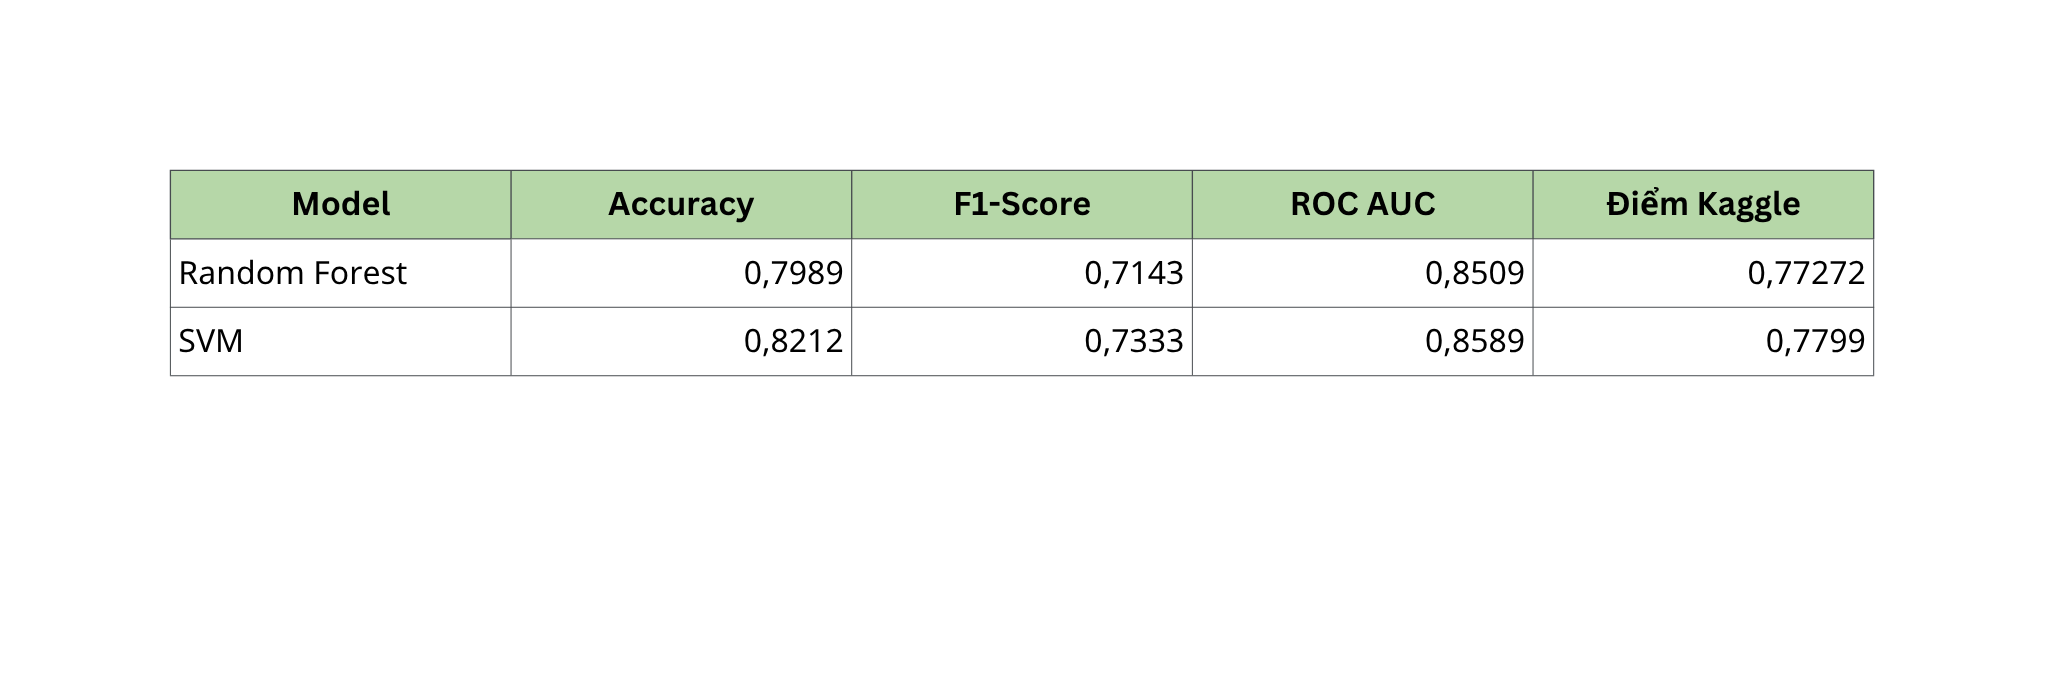 Model Accuracy F1-Score ROC AUC Điểm Kaggle
Random Forest 0,7989 0,7143 0,8509 0,77272
SVM 0,8212 0,7333 0,8589 0,7799